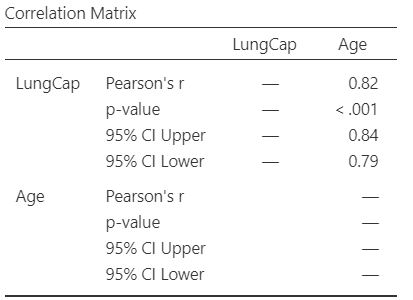 Correlation Matrix
LungCap Age
LungCap Pearson's r — 0.82
p-value — < .001
95% CI Upper — 0.84
95% CI Lower — 0.79
Age Pearson's r —
p-value —
95% CI Upper —
95% CI Lower —